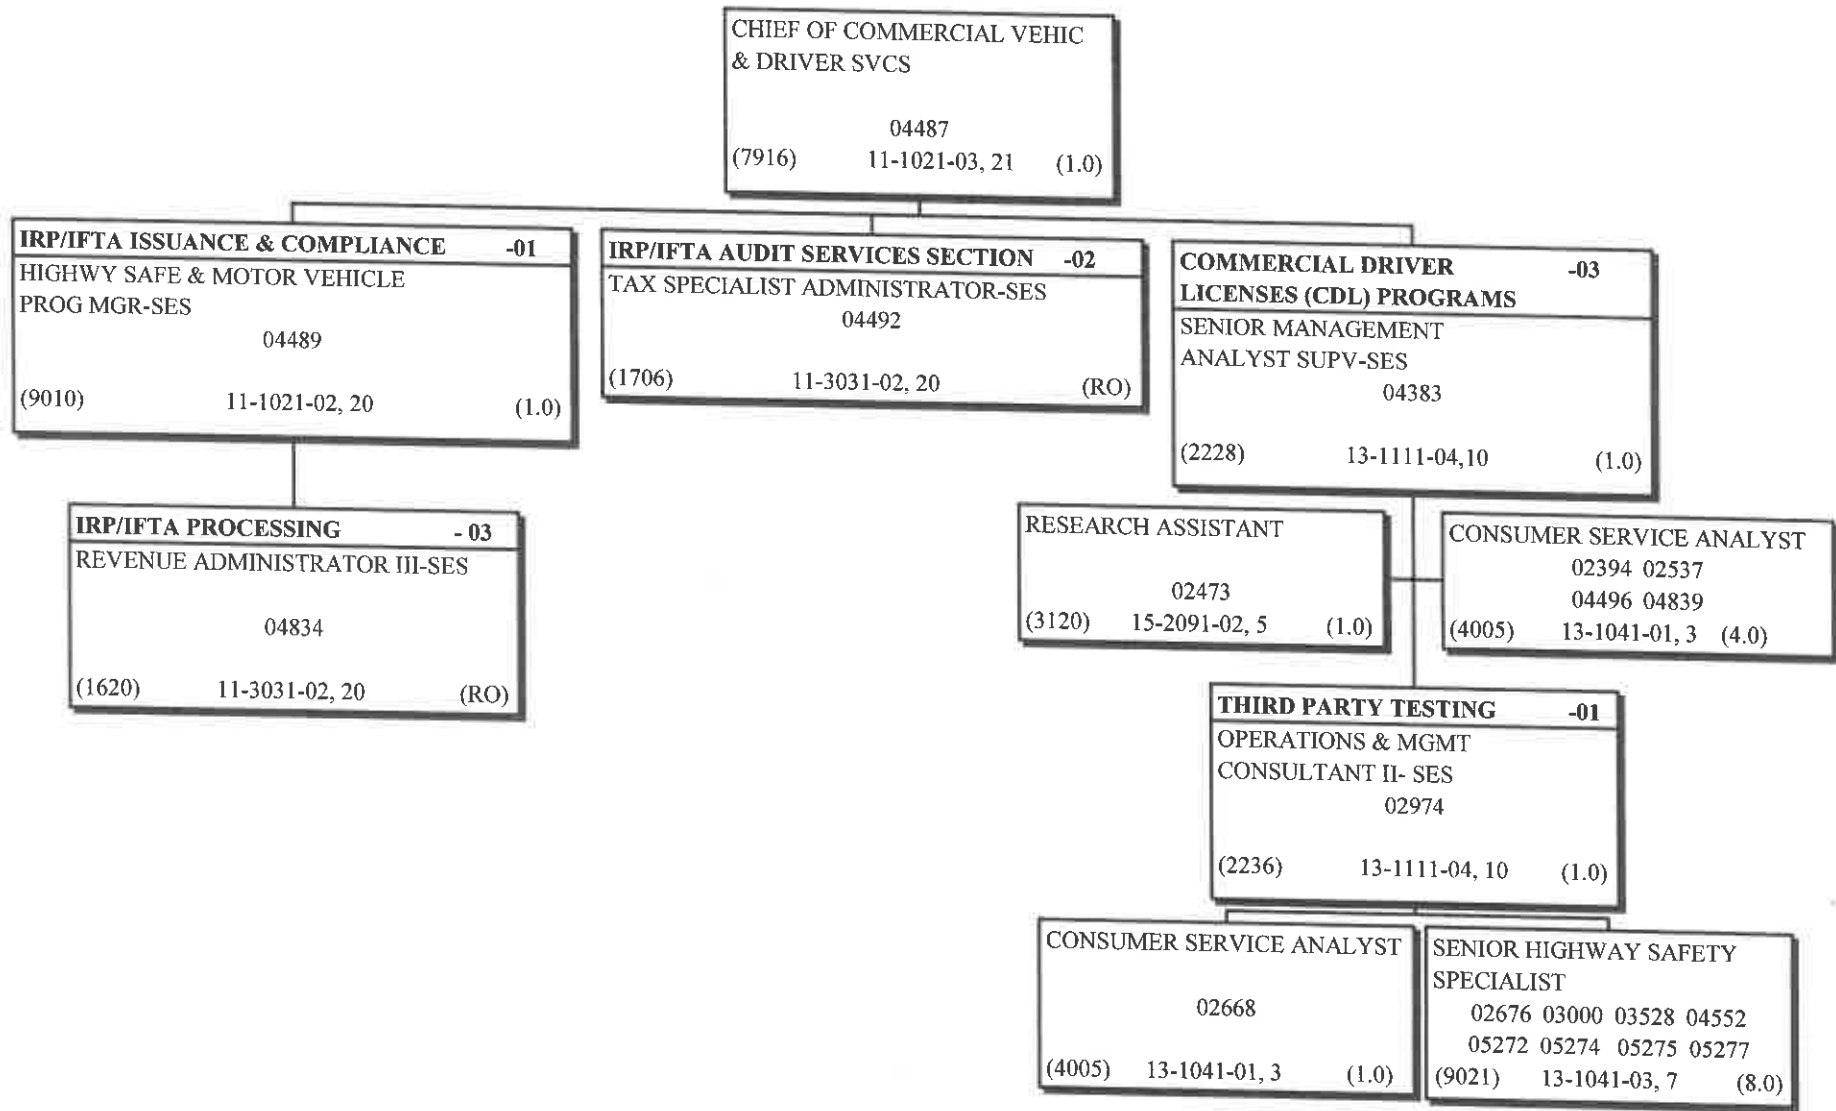 CHIEF OF COMMERCIAL VEHIC
& DRIVER SVCS
04487
(7916) 11-1021-03, 21 (1.0)
IRP/IFTA ISSUANCE & COMPLIANCE -01
HIGHWY SAFE & MOTOR VEHICLE
PROG MGR-SES
04489
(9010) 11-1021-02, 20 (1.0)
IRP/IFTA AUDIT SERVICES SECTION -02
TAX SPECIALIST ADMINISTRATOR-SES
04492
(1706) 11-3031-02, 20 (RO)
COMMERCIAL DRIVER -03
LICENSES (CDL) PROGRAMS
SENIOR MANAGEMENT
ANALYST SUPV-SES
04383
(2228) 13-1111-04,10 (1.0)
IRP/IFTA PROCESSING - 03
REVENUE ADMINISTRATOR III-SES
04834
(1620) 11-3031-02, 20 (RO)
RESEARCH ASSISTANT
02473
(3120) 15-2091-02, 5 (1.0)
CONSUMER SERVICE ANALYST
02394 02537
04496 04839
(4005) 13-1041-01, 3 (4.0)
THIRD PARTY TESTING -01
OPERATIONS & MGMT
CONSULTANT II- SES
02974
(2236) 13-1111-04, 10 (1.0)
CONSUMER SERVICE ANALYST
02668
(4005) 13-1041-01, 3 (1.0)
SENIOR HIGHWAY SAFETY
SPECIALIST
02676 03000 03528 04552
05272 05274 05275 05277
(9021) 13-1041-03, 7 (8.0)